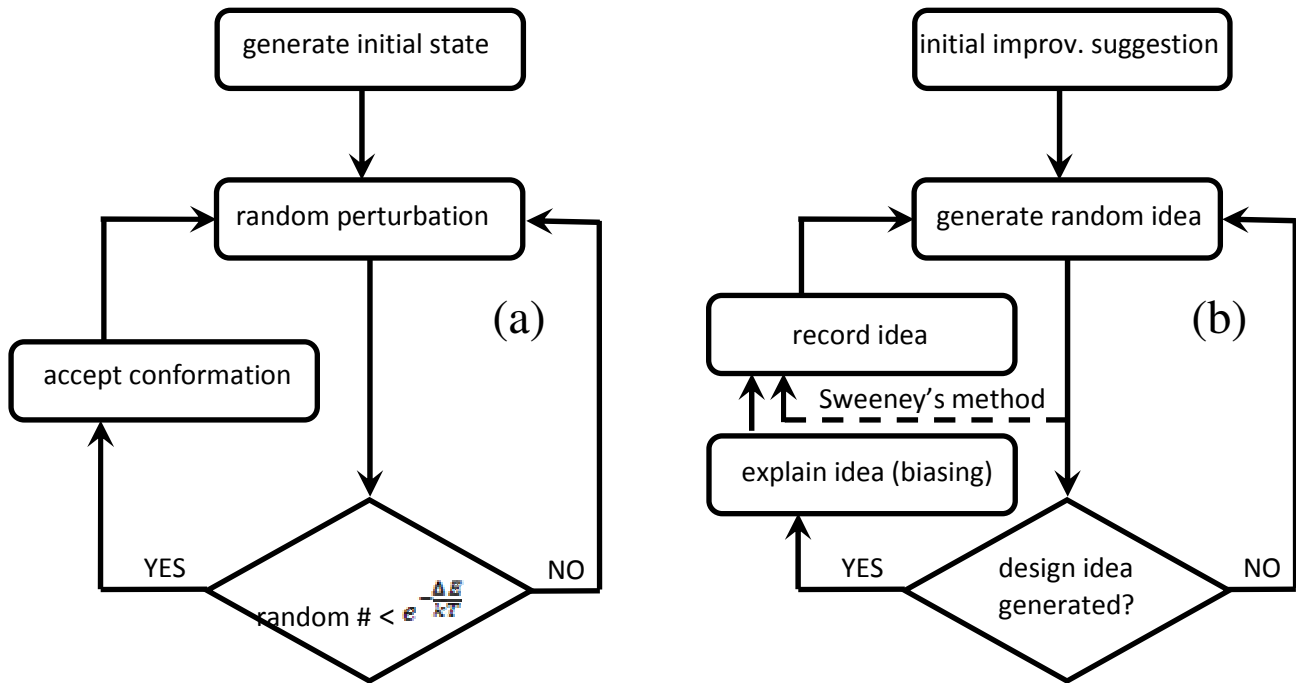 generate initial state
random perturbation
(a)
accept conformation
YES
NO
random # < e^{-\frac{ΔE}{kT}}
initial improv. suggestion
generate random idea
(b)
record idea
Sweeney’s method
explain idea (biasing)
YES
NO
design idea
generated?